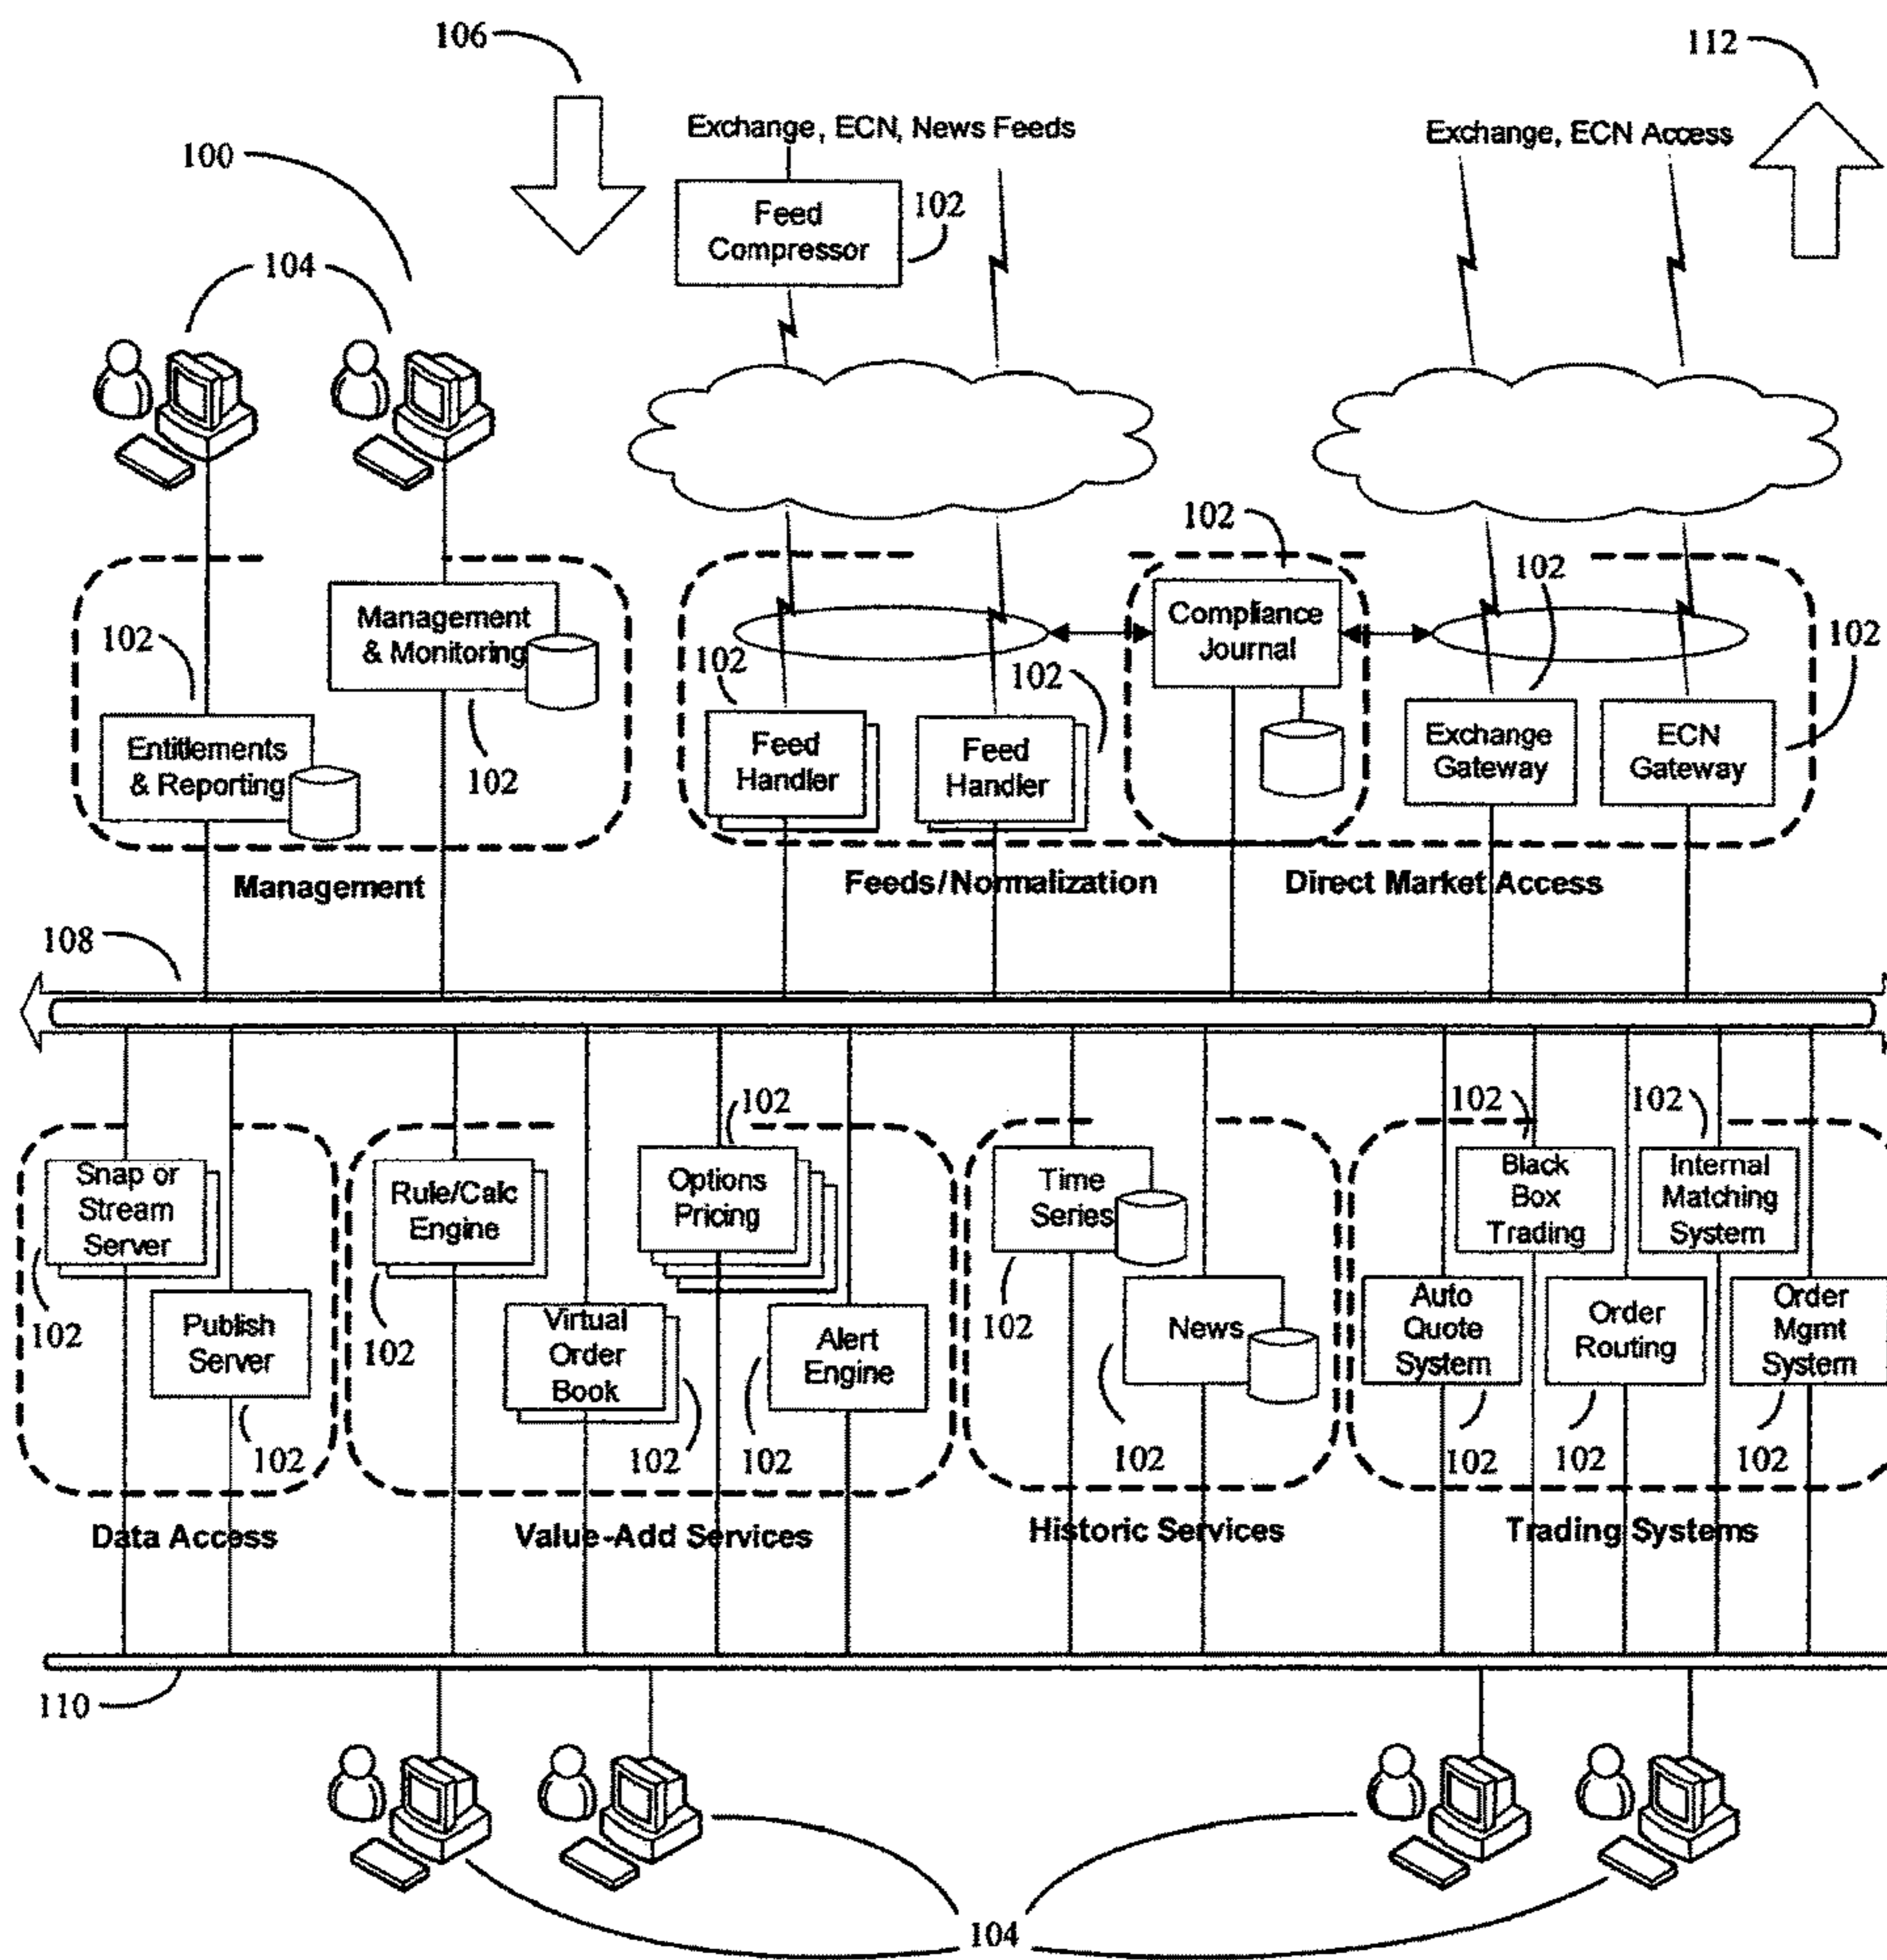 106
112
Exchange, ECN, News Feeds
Exchange, ECN Access
100
Feed
Compressor
102
104
102
Management
& Monitoring
102
Compliance
Journal
102
102
102
102
102
Entitlements
& Reporting
102
Feed
Handler
Feed
Handler
Exchange
Gateway
ECN
Gateway
Management
Feeds/Normalization
Direct Market Access
108
102
102
102
Snap or
Stream
Server
Rule/Calc
Engine
Options
Pricing
Time
Series
Black
Box
Trading
Internal
Matching
System
102
102
102
Publish
Server
Virtual
Order
Book
Alert
Engine
News
Auto
Quote
System
Order
Routing
Order
Mgmt
System
102
102
102
102
102
102
102
Data Access
Value-Add Services
Historic Services
Trading Systems
110
104